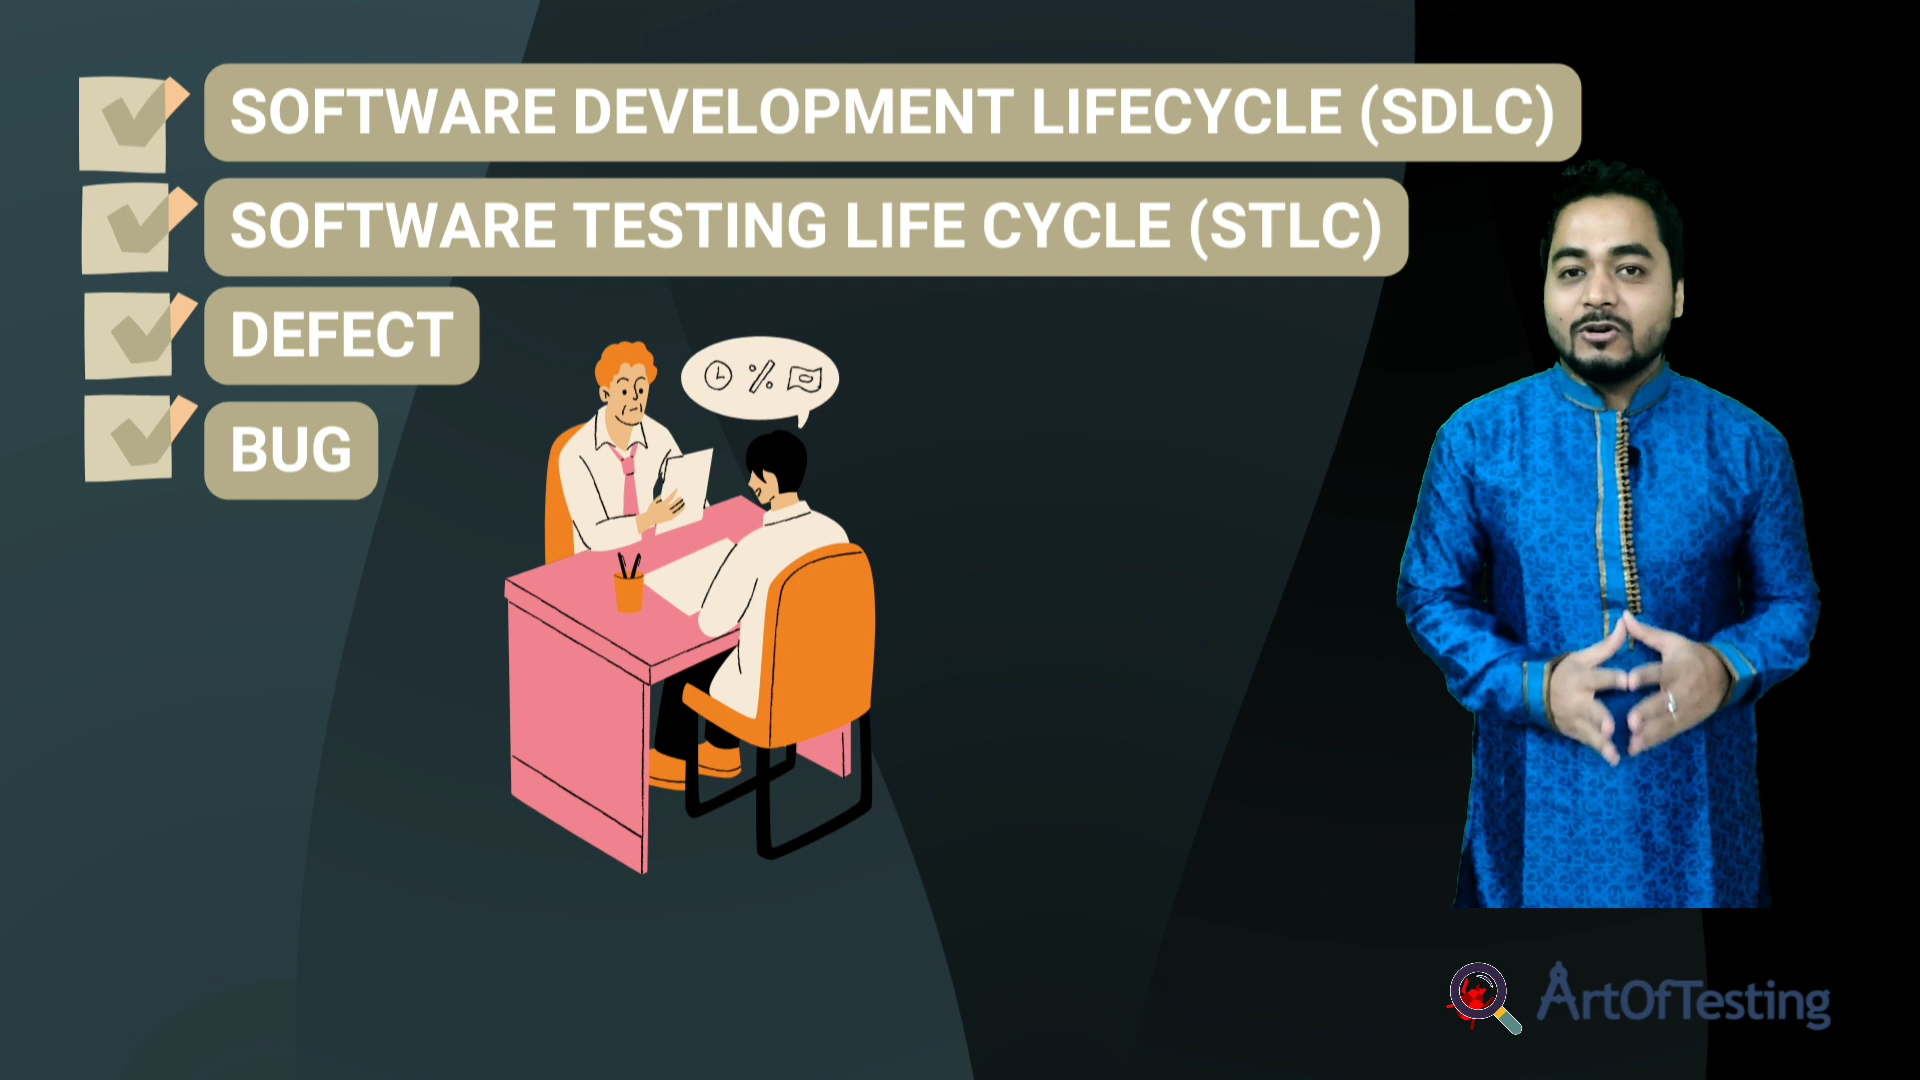 SOFTWARE DEVELOPMENT LIFECYCLE (SDLC)
SOFTWARE TESTING LIFE CYCLE (STLC)
DEFECT
BUG
ArtOfTesting